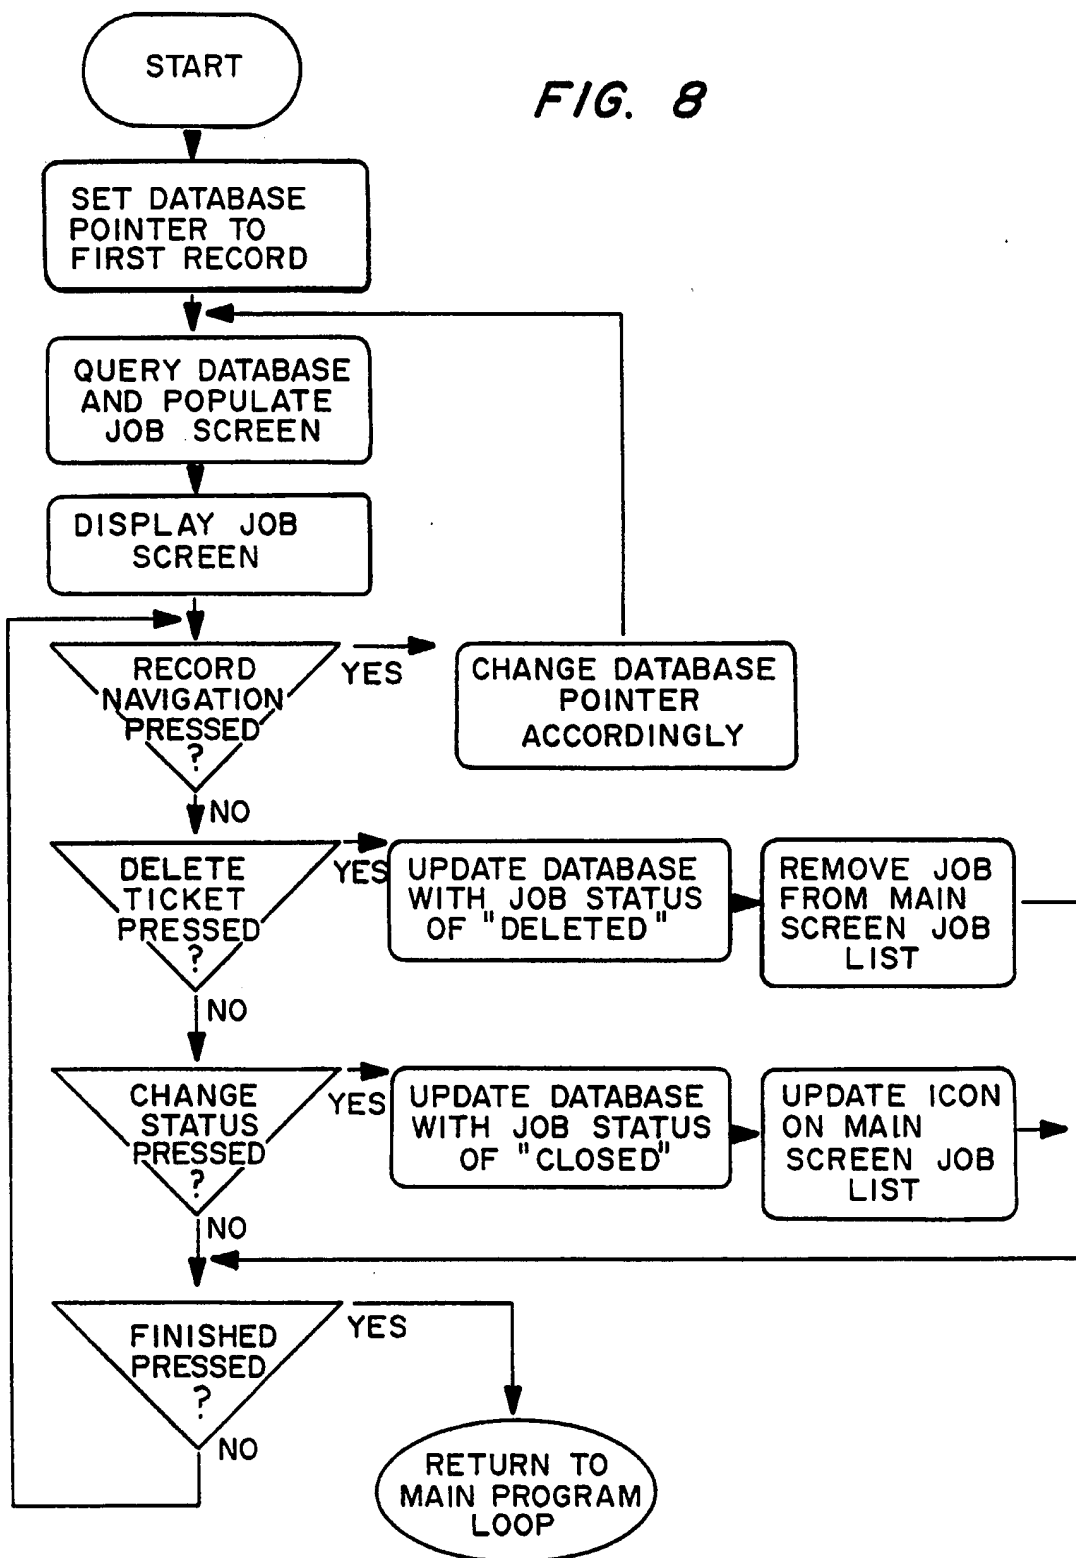 START
FIG. 8
SET DATABASE
POINTER TO
FIRST RECORD
QUERY DATABASE
AND POPULATE
JOB SCREEN
DISPLAY JOB
SCREEN
RECORD
NAVIGATION
PRESSED
?
YES
CHANGE DATABASE
POINTER
ACCORDINGLY
NO
DELETE
TICKET
PRESSED
?
YES
UPDATE DATABASE
WITH JOB STATUS
OF "DELETED"
REMOVE JOB
FROM MAIN
SCREEN JOB
LIST
NO
CHANGE
STATUS
PRESSED
?
YES
UPDATE DATABASE
WITH JOB STATUS
OF "CLOSED"
UPDATE ICON
ON MAIN
SCREEN JOB
LIST
NO
FINISHED
PRESSED
?
YES
NO
RETURN TO
MAIN PROGRAM
LOOP